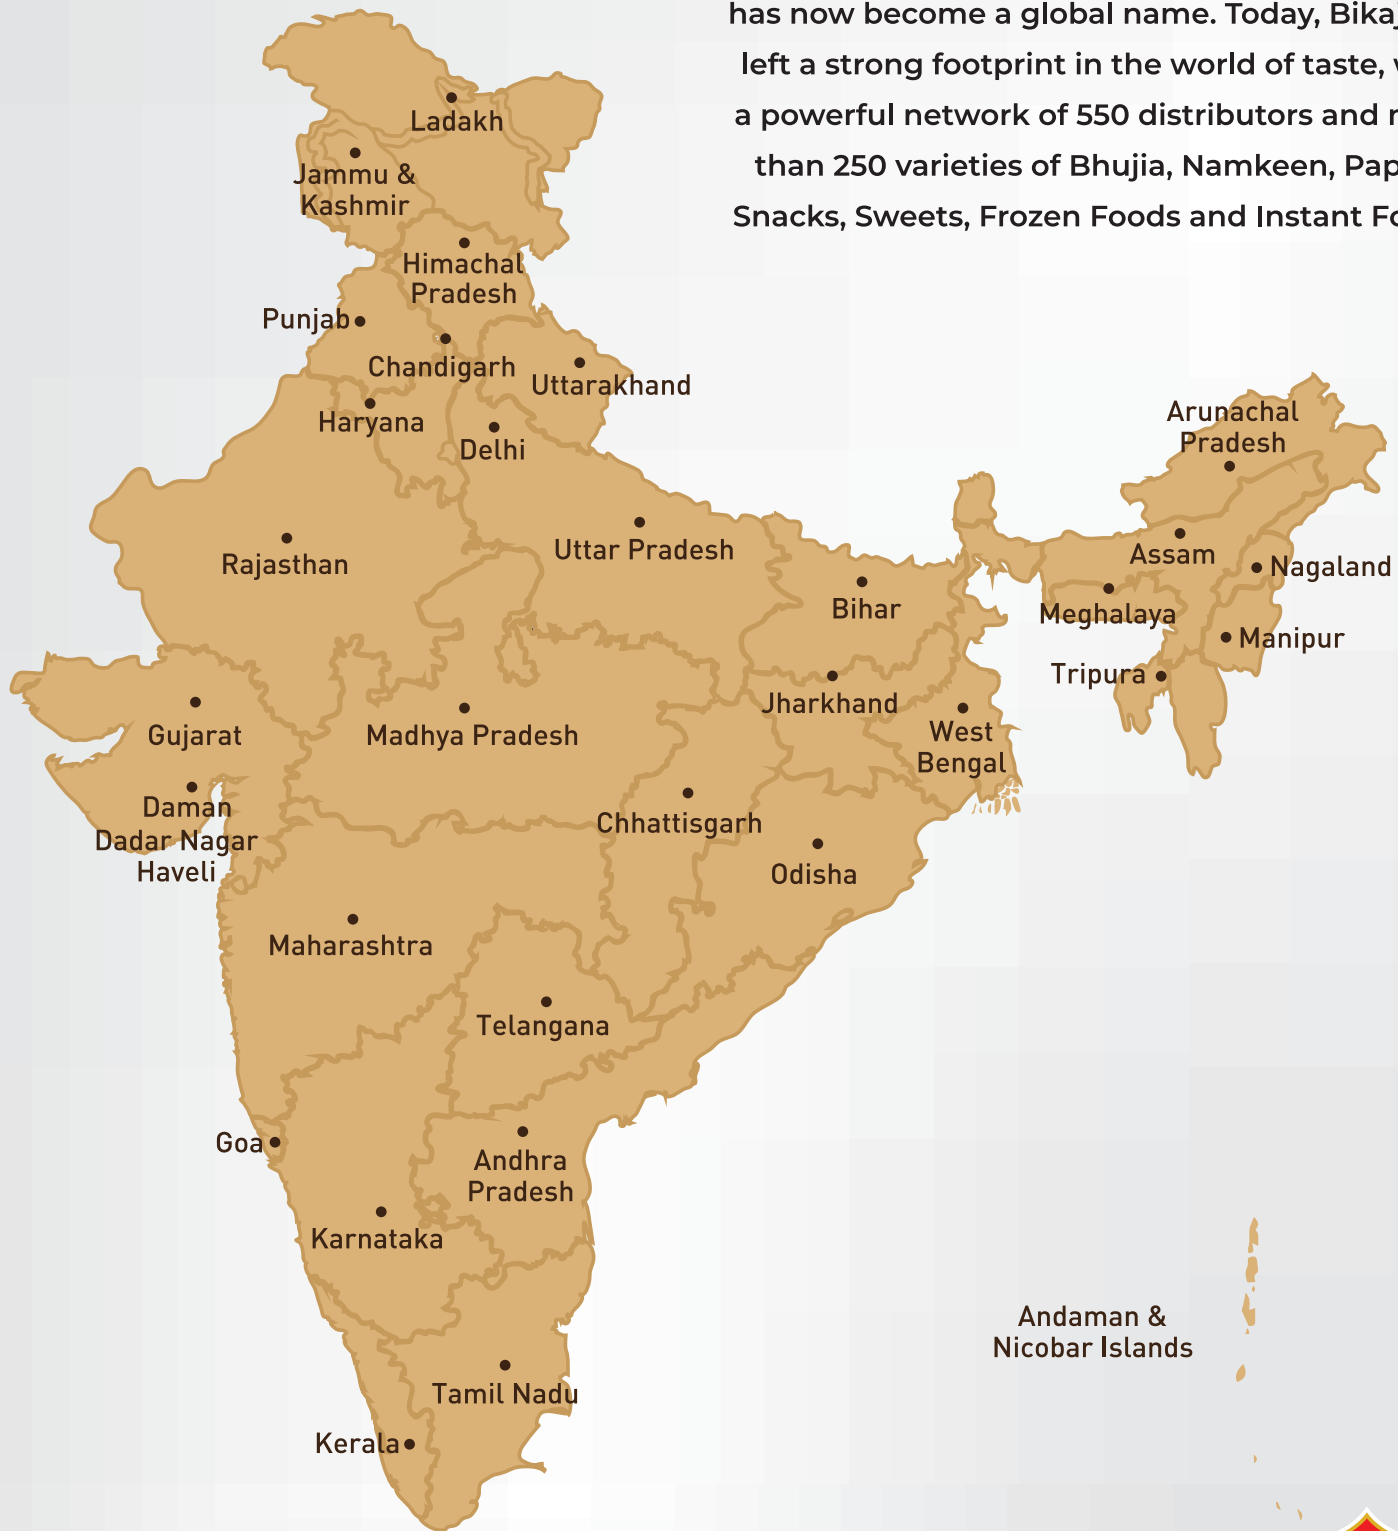 has now become a global name. Today, Bikaj
left a strong footprint in the world of taste,
a powerful network of 550 distributors and
than 250 varieties of Bhujia, Namkeen, Pap
Snacks, Sweets, Frozen Foods and Instant Fo
Ladakh
Jammu &
Kashmir
Himachal
Pradesh
Punjab
Chandigarh
Uttarakhand
Haryana
Delhi
Arunachal
Pradesh
Rajasthan
Uttar Pradesh
Assam
Nagaland
Bihar
Meghalaya
Manipur
Tripura
Jharkhand
Gujarat
Madhya Pradesh
West
Bengal
Daman
Dadar Nagar
Haveli
Chhattisgarh
Odisha
Maharashtra
Telangana
Goa
Andhra
Pradesh
Karnataka
Andaman &
Nicobar Islands
Tamil Nadu
Kerala